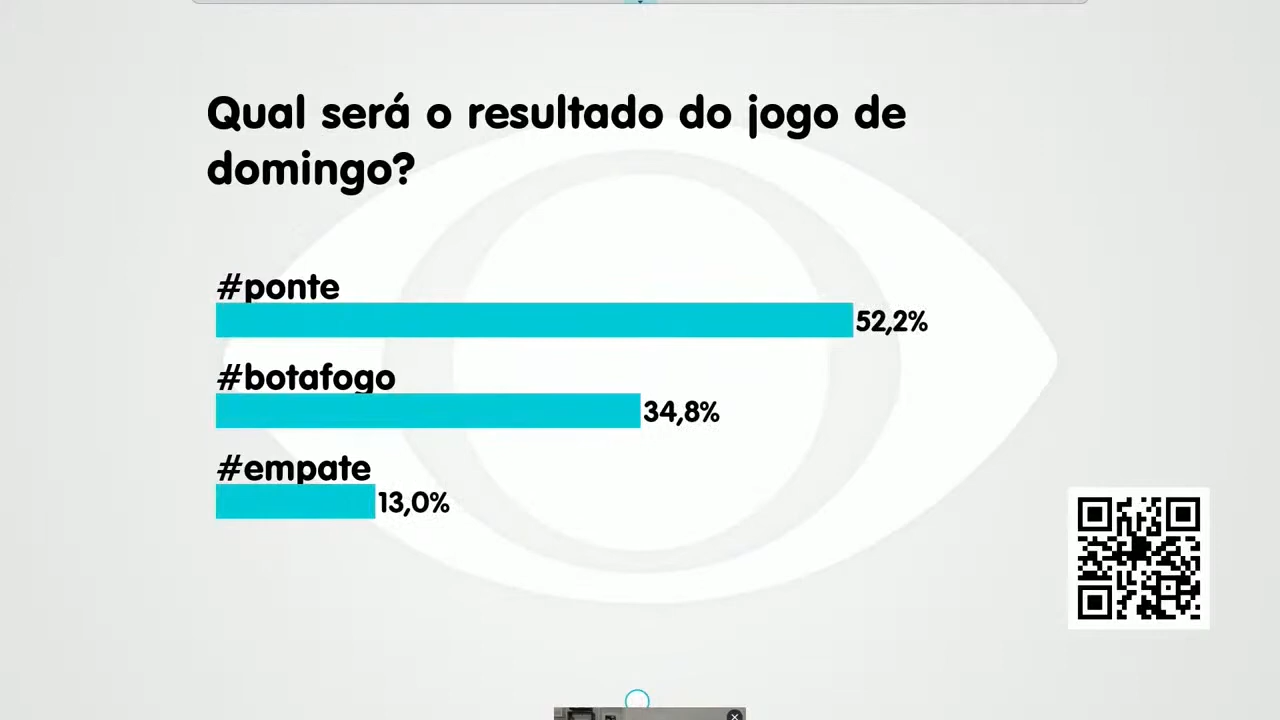 Qual será o resultado do jogo de
domingo?
#ponte
52,2%
#botafogo
34,8%
#empate
13,0%